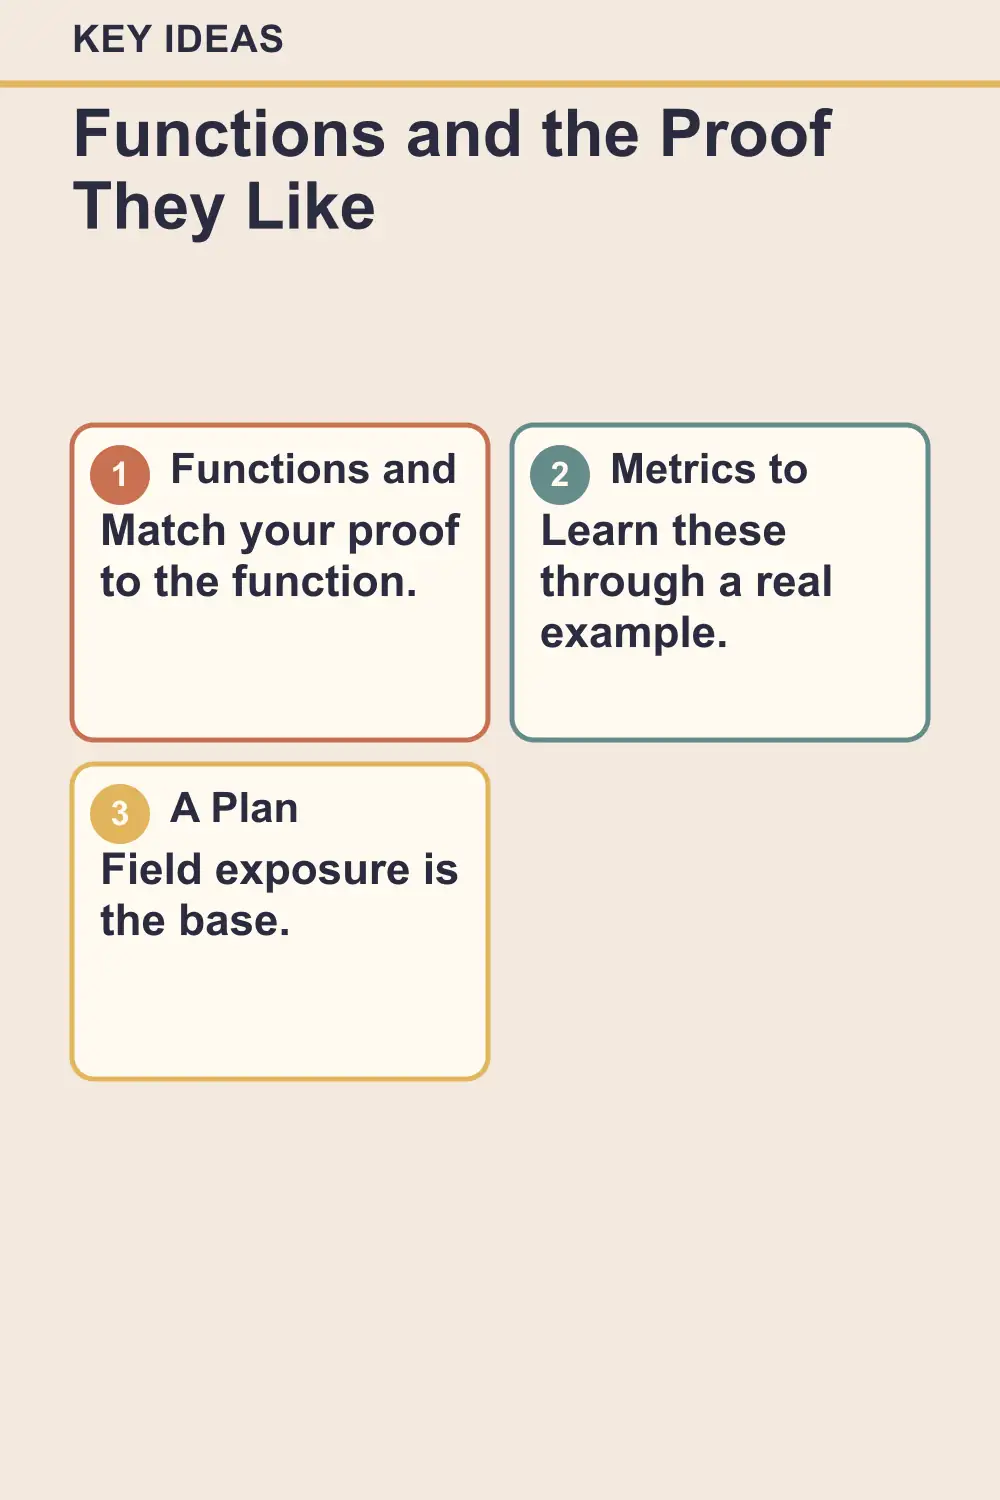 KEY IDEAS
Functions and the Proof
They Like
1 Functions and
Match your proof
to the function.
2 Metrics to
Learn these
through a real
example.
3 A Plan
Field exposure is
the base.